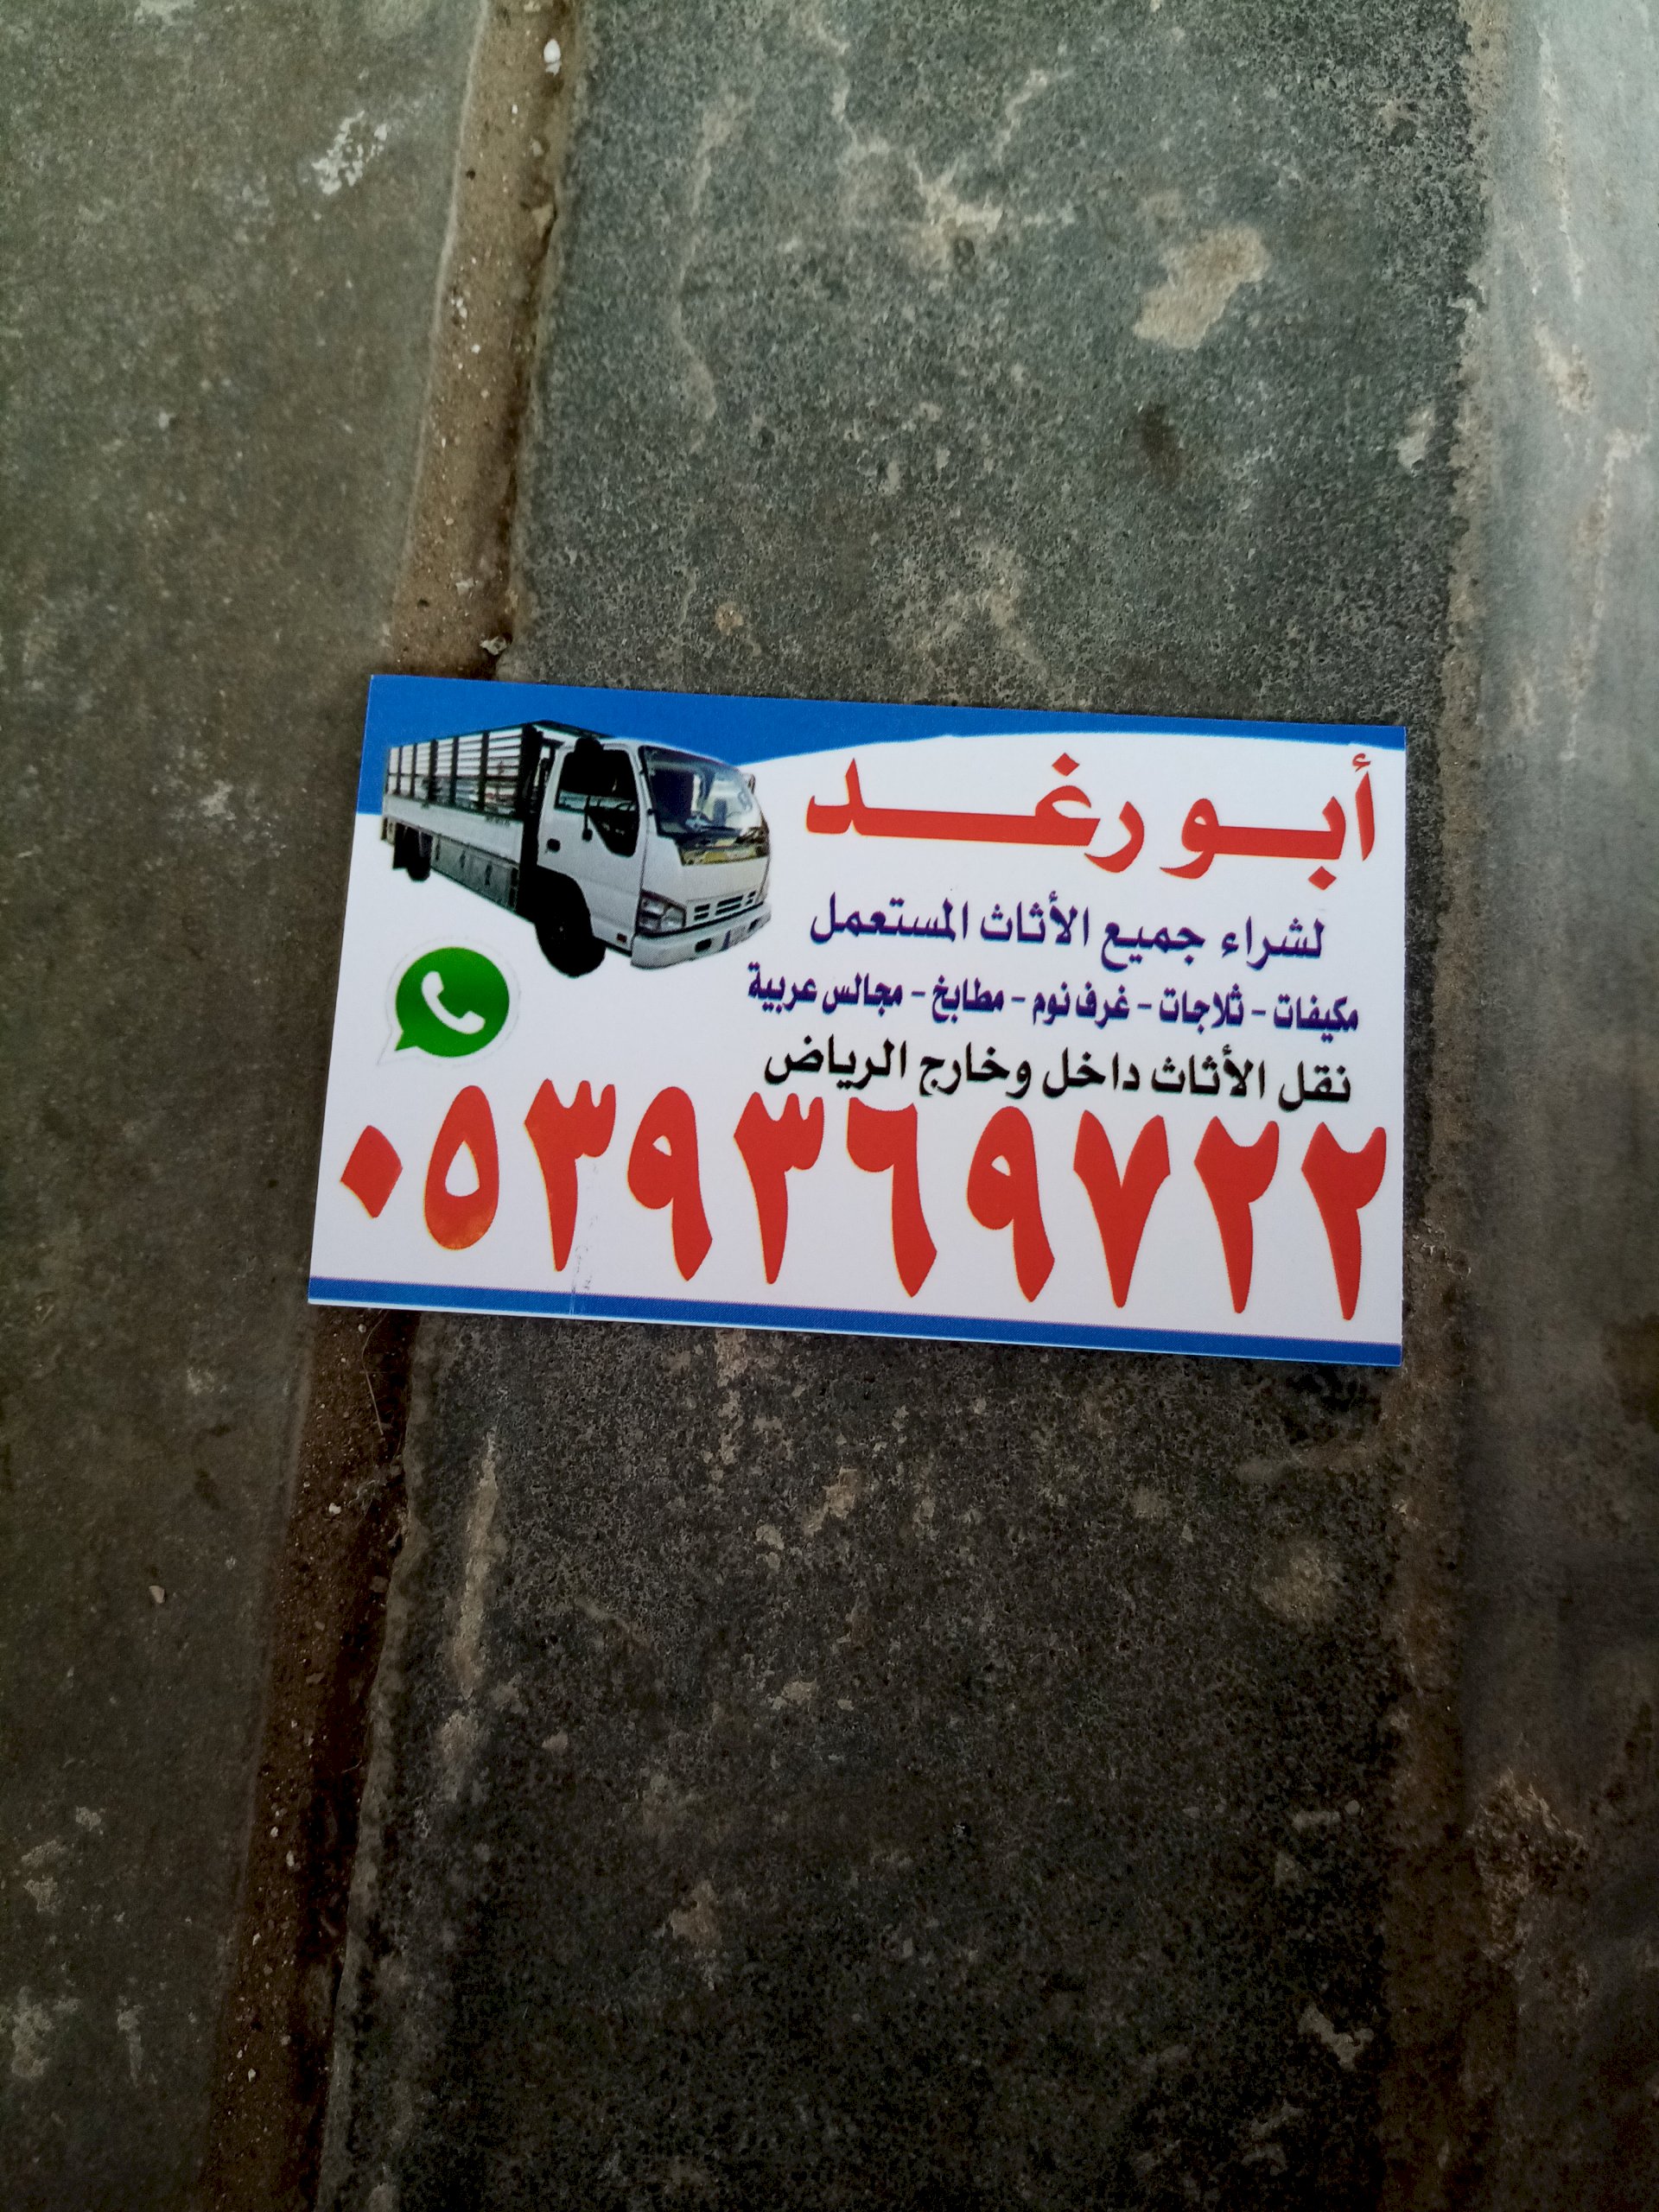 أبو رغد
لشراء جميع الأثاث المستعمل
مكيفات - ثلاجات - غرف نوم - مطابخ - مجالس عربية
نقل الأثاث داخل وخارج الرياض
٠٥٣٩٣٦٩٧٢٢